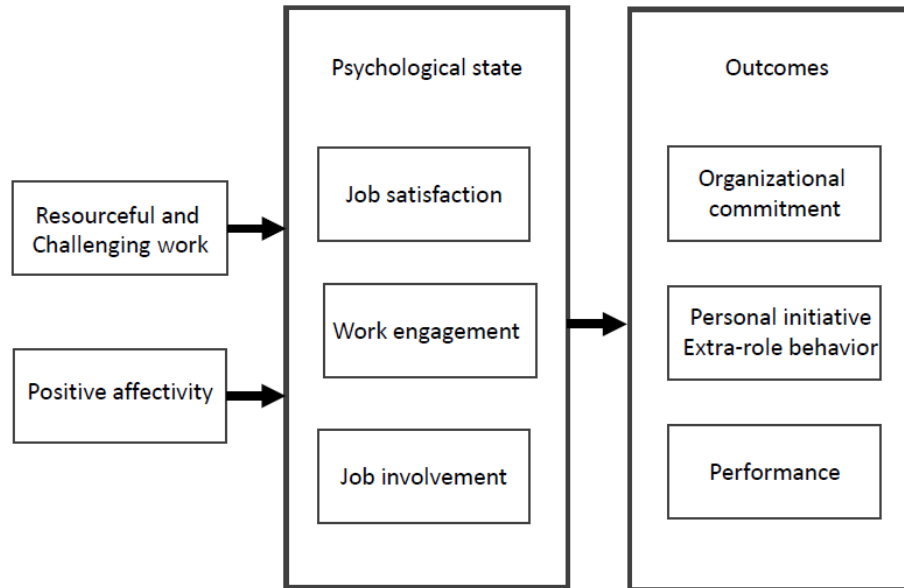 Resourceful and
Challenging work
Positive affectivity
Psychological state
Job satisfaction
Work engagement
Job involvement
Outcomes
Organizational
commitment
Personal initiative
Extra-role behavior
Performance